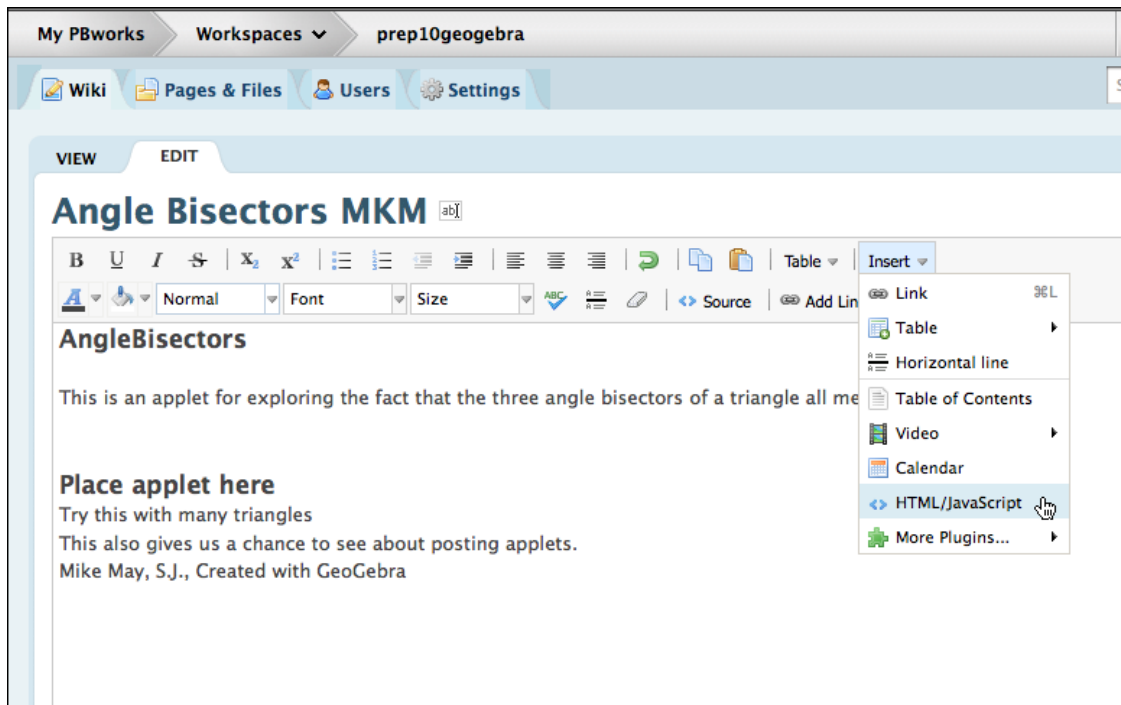 My PBworks Workspaces prep10geogebra
Wiki Pages & Files Users Settings
VIEW EDIT
Angle Bisectors MKM ab
B U I S X2 x² Table Insert
A Normal Font Size ABC Source Add Lin
Link ⌘L
Table
Horizontal line
Table of Contents
Video
Calendar
HTML/JavaScript
More Plugins...
AngleBisectors
This is an applet for exploring the fact that the three angle bisectors of a triangle all me
Place applet here
Try this with many triangles
This also gives us a chance to see about posting applets.
Mike May, S.J., Created with GeoGebra